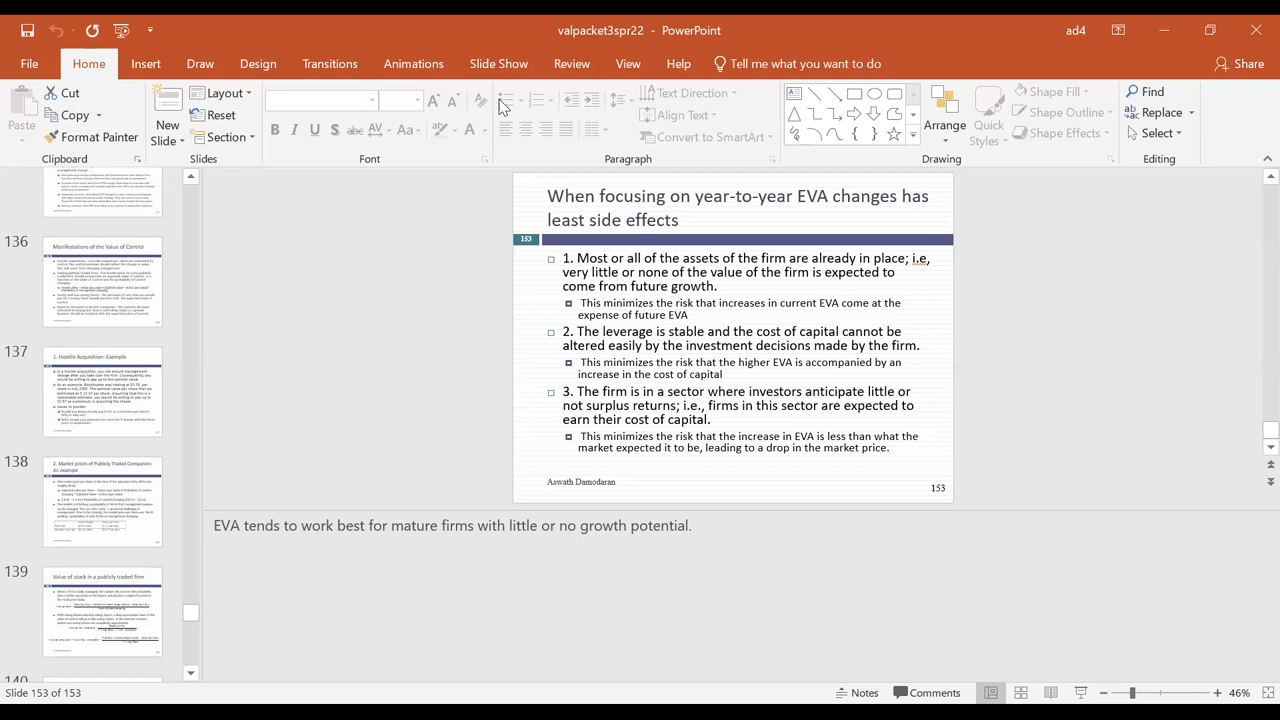 valpacket3spr22 - PowerPoint
ad4
File
Home
Insert
Draw
Design
Transitions
Animations
Slide Show
Review
View
Help
Tell me what you want to do
Share
Paste
Cut
Copy
Format Painter
Clipboard
New
Slide
Layout
Reset
Section
Slides
Font
Text Direction
Align Text
Convert to SmartArt
Paragraph
Arrange
Quick
Styles
Shape Fill
Shape Outline
Shape Effects
Drawing
Find
Replace
Select
Editing
136
Manifestations of the Value of Control
137
1. Hostile Acquisition: Example
138
2. Market prices of Publicly Traded Companies:
An example
139
Value of stock in a publicly traded firm
When focusing on year-to-year EVA changes has
least side effects
153
1. Most or all of the assets of the firm are already in place; i.e,
very little or none of the value of the firm is expected to
come from future growth.
This minimizes the risk that increases in current EVA come at the
expense of future EVA
2. The leverage is stable and the cost of capital cannot be
altered easily by the investment decisions made by the firm.
This minimizes the risk that the higher EVA is accompanied by an
increase in the cost of capital
3. The firm is in a sector where investors anticipate little or
not surplus returns; i.e., firms in this sector are expected to
earn their cost of capital.
This minimizes the risk that the increase in EVA is less than what the
market expected it to be, leading to a drop in the market price.
Aswath Damodaran
153
EVA tends to work best for mature firms with little or no growth potential.
Slide 153 of 153
Notes
Comments
46%